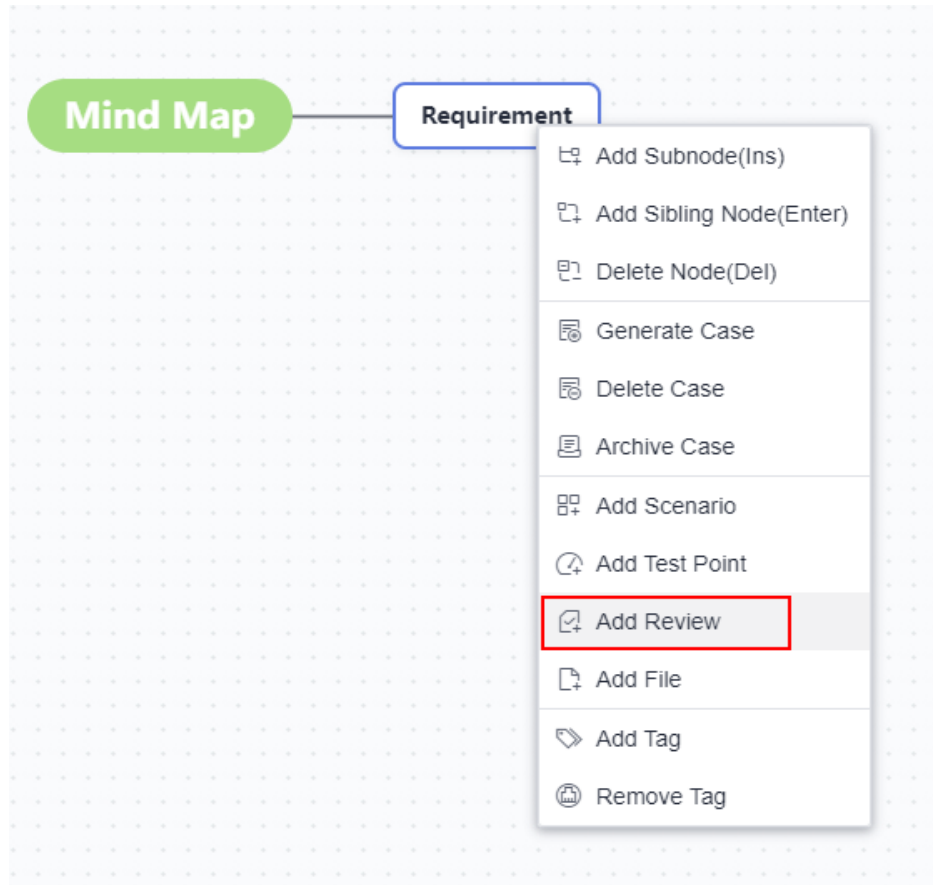 Mind Map
Requirement
Add Subnode(Ins)
Add Sibling Node(Enter)
Delete Node(Del)
Generate Case
Delete Case
Archive Case
Add Scenario
Add Test Point
Add Review
Add File
Add Tag
Remove Tag